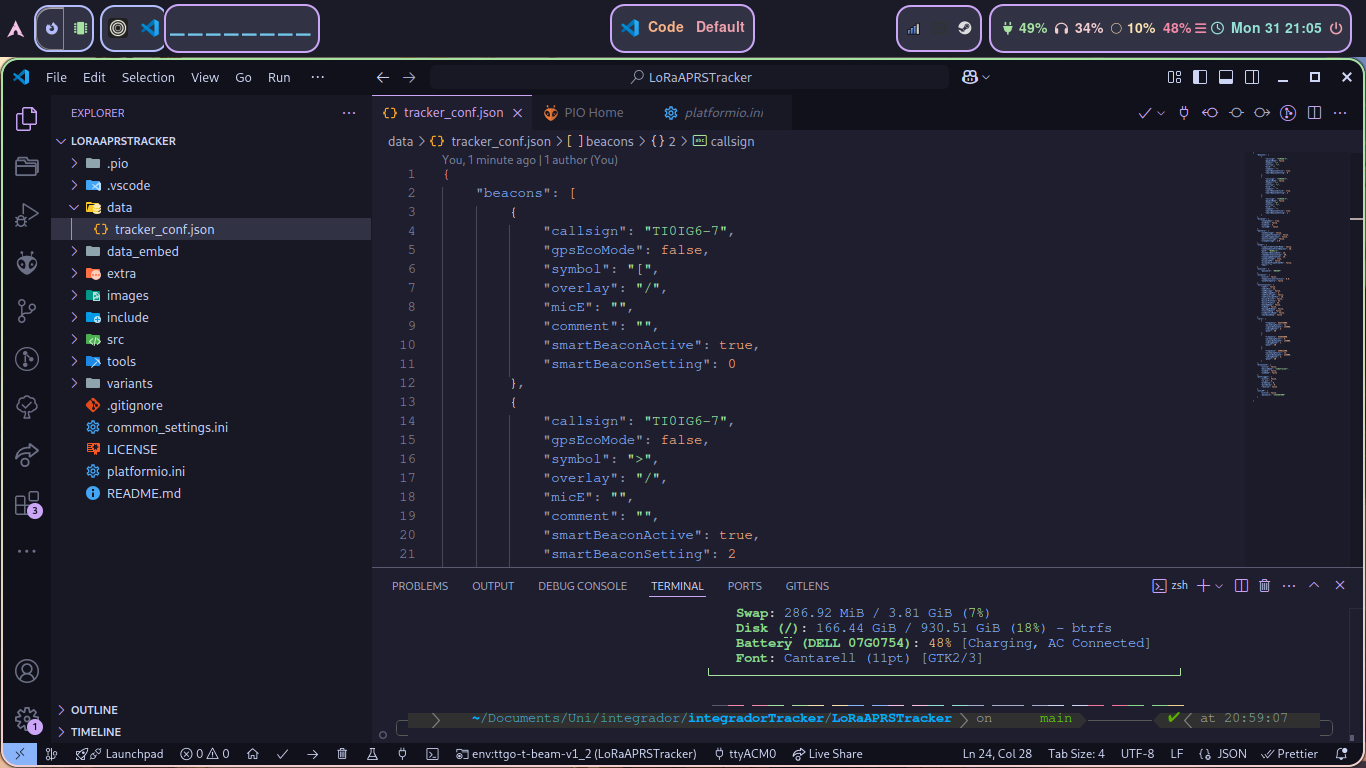 Code Default
49% 34% 10% 48% Mon 31 21:05
File Edit Selection View Go Run ···
LoRaAPRSTracker
EXPLORER ···
LORAAPRSTRACKER
.pio
.vscode
data
tracker_conf.json
data_embed
extra
images
include
src
tools
variants
.gitignore
common_settings.ini
LICENSE
platformio.ini
README.md
OUTLINE
TIMELINE
3
1
tracker_conf.json PIO Home platformio.ini
data > {} tracker_conf.json > [ ] beacons > {} 2 > abc callsign
You, 1 minute ago | 1 author (You)
1 {
2 "beacons": [
3 {
4 "callsign": "TI0IG6-7",
5 "gpsEcoMode": false,
6 "symbol": "[",
7 "overlay": "/",
8 "micE": "",
9 "comment": "",
10 "smartBeaconActive": true,
11 "smartBeaconSetting": 0
12 },
13 {
14 "callsign": "TI0IG6-7",
15 "gpsEcoMode": false,
16 "symbol": ">",
17 "overlay": "/",
18 "micE": "",
19 "comment": "",
20 "smartBeaconActive": true,
21 "smartBeaconSetting": 2
PROBLEMS OUTPUT DEBUG CONSOLE TERMINAL PORTS GITLENS
zsh
Swap: 286.92 MiB / 3.81 GiB (7%)
Disk (/): 166.44 GiB / 930.51 GiB (18%) - btrfs
Battery (DELL 07G0754): 48% [Charging, AC Connected]
Font: Cantarell (11pt) [GTK2/3]
~/Documents/Uni/integrador/integradorTracker/LoRaAPRSTracker on main ✔ at 20:59:07
Launchpad 0 0 env:ttgo-t-beam-v1_2 (LoRaAPRSTracker) ttyACM0 Live Share Ln 24, Col 28 Tab Size: 4 UTF-8 LF {} JSON Prettier